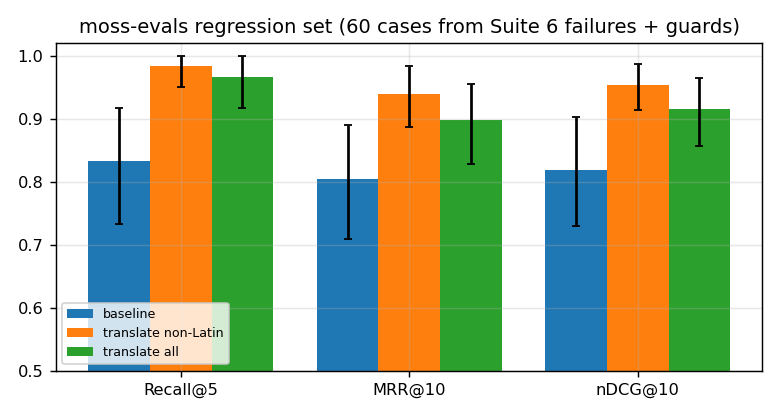 moss-evals regression set (60 cases from Suite 6 failures + guards)
1.0
0.9
0.8
0.7
0.6
0.5
baseline
translate non-Latin
translate all
Recall@5
MRR@10
nDCG@10